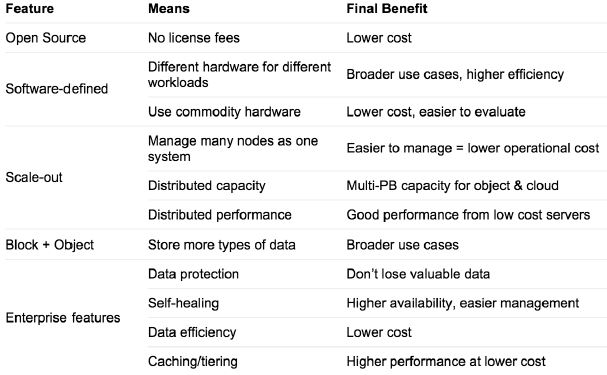 Feature Means Final Benefit
Open Source No license fees Lower cost
Software-defined
Different hardware for different
workloads
Broader use cases, higher efficiency
Use commodity hardware Lower cost, easier to evaluate
Scale-out
Manage many nodes as one
system
Easier to manage = lower operational cost
Distributed capacity Multi-PB capacity for object & cloud
Distributed performance Good performance from low cost servers
Block + Object Store more types of data Broader use cases
Enterprise features
Data protection Don't lose valuable data
Self-healing Higher availability, easier management
Data efficiency Lower cost
Caching/tiering Higher performance at lower cost